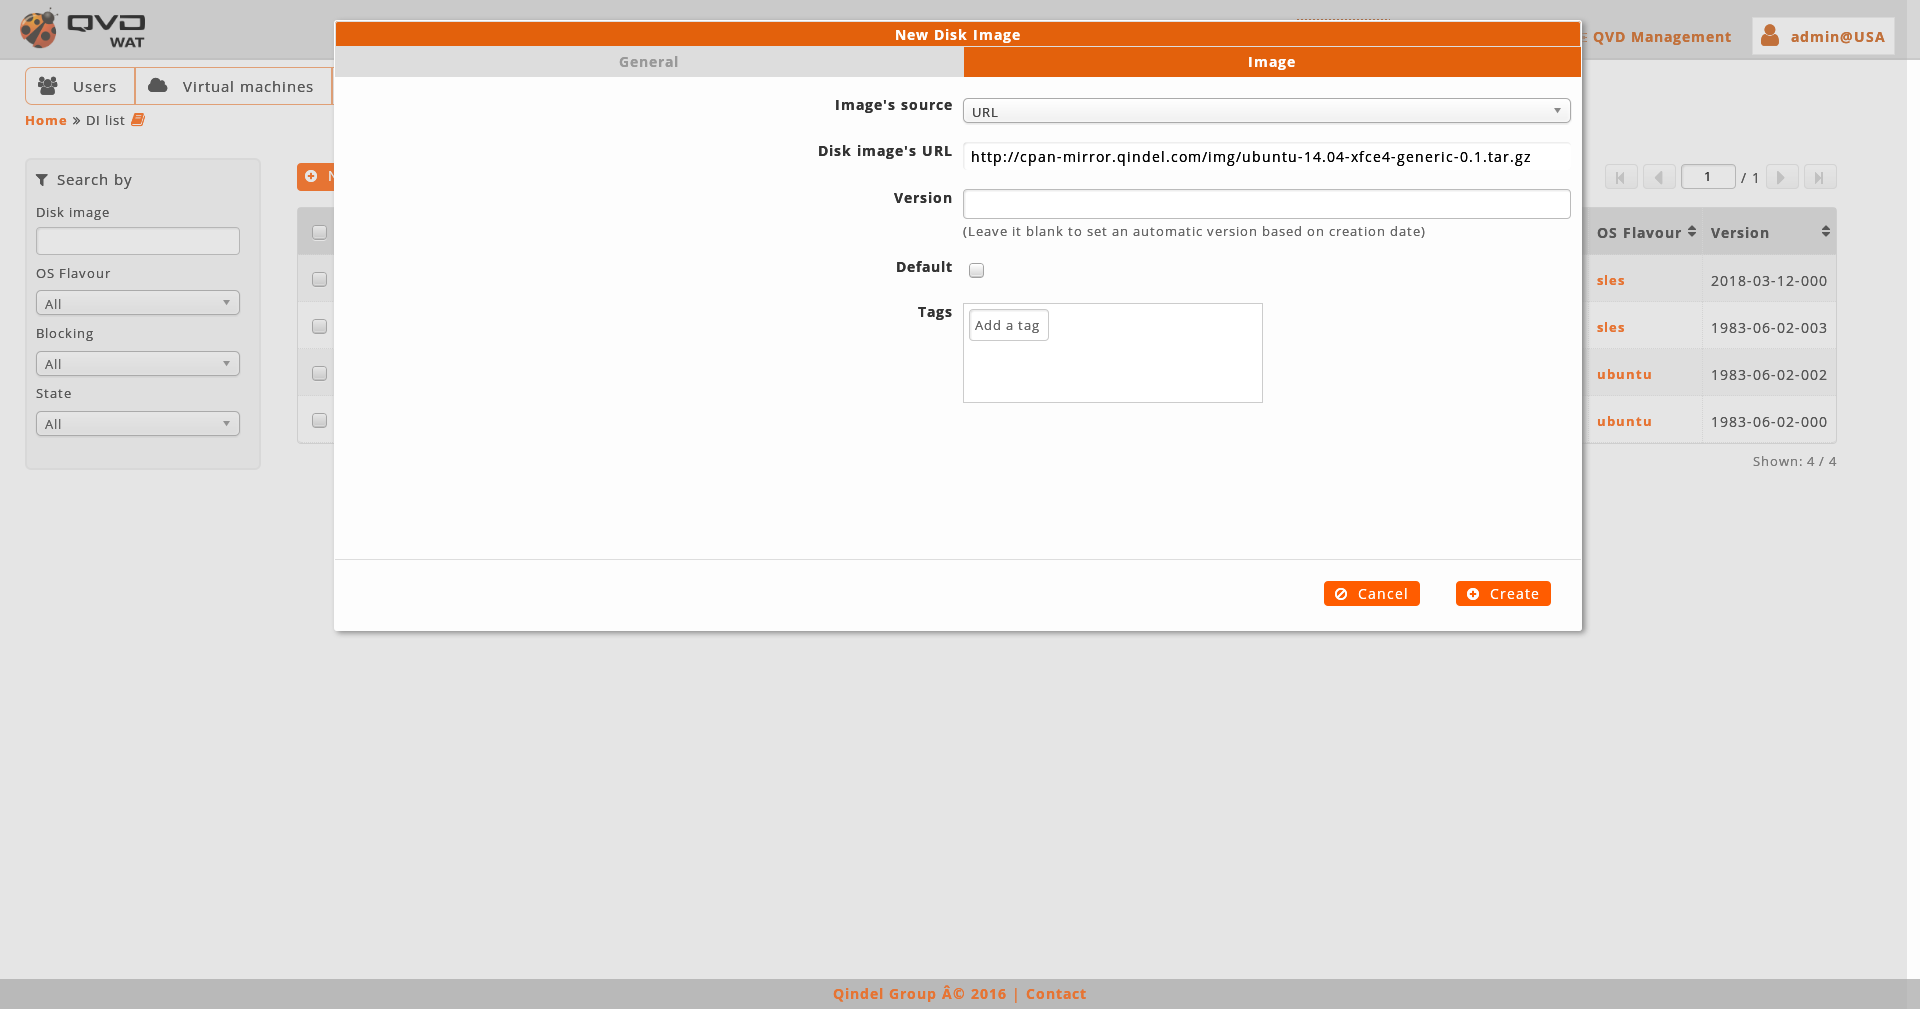 QVD
WAT
QVD Management
admin@USA
New Disk Image
General
Image
Users
Virtual machines
Home » DI list
Image's source
URL
Disk image's URL
http://cpan-mirror.qindel.com/img/ubuntu-14.04-xfce4-generic-0.1.tar.gz
Version
(Leave it blank to set an automatic version based on creation date)
Default
Tags
Add a tag
Cancel
Create
Search by
Disk image
OS Flavour
All
Blocking
All
State
All
1 / 1
OS Flavour Version
sles 2018-03-12-000
sles 1983-06-02-003
ubuntu 1983-06-02-002
ubuntu 1983-06-02-000
Shown: 4 / 4
Qindel Group Â© 2016 | Contact